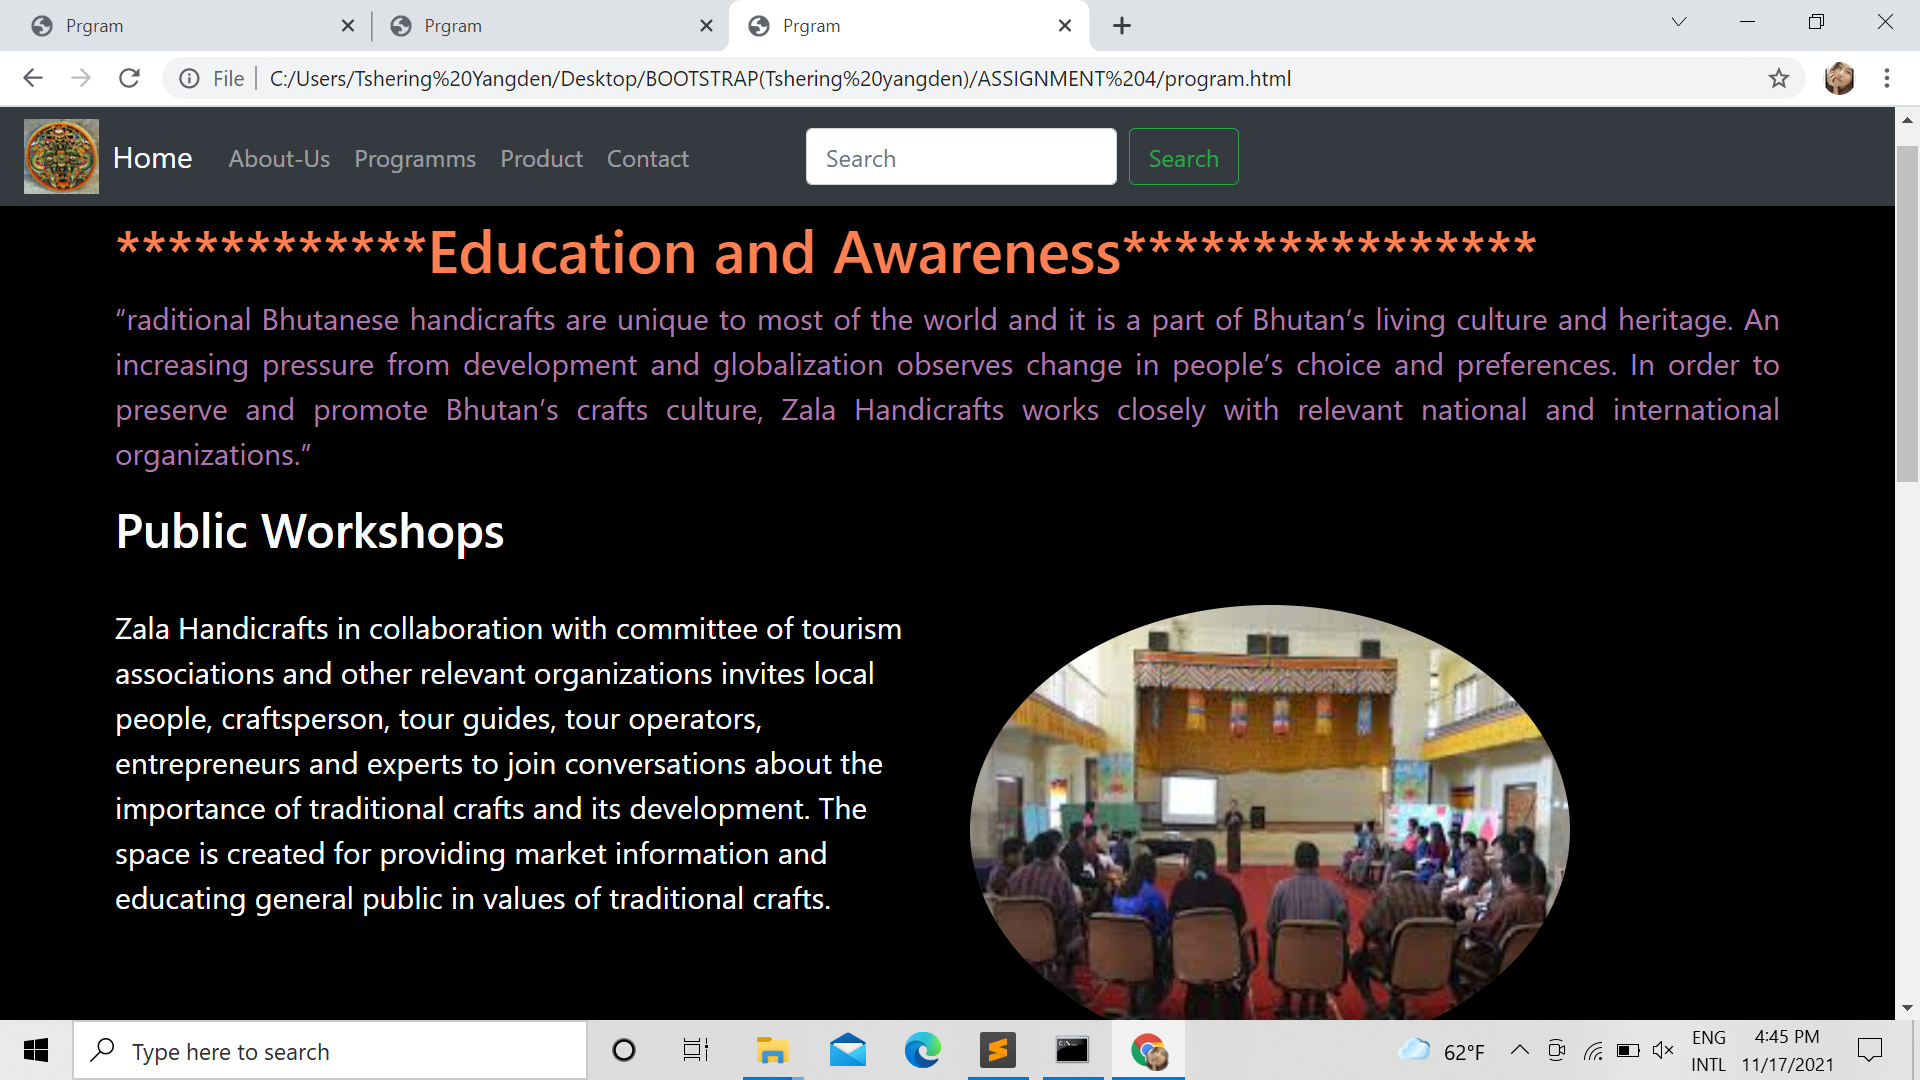 Prgram
Prgram
Prgram
File
C:/Users/Tshering%20Yangden/Desktop/BOOTSTRAP(Tshering%20yangden)/ASSIGNMENT%204/program.html
Home About-Us Programms Product Contact Search Search
************Education and Awareness****************
“raditional Bhutanese handicrafts are unique to most of the world and it is a part of Bhutan’s living culture and heritage. An
increasing pressure from development and globalization observes change in people’s choice and preferences. In order to
preserve and promote Bhutan’s crafts culture, Zala Handicrafts works closely with relevant national and international
organizations.”
Public Workshops
Zala Handicrafts in collaboration with committee of tourism
associations and other relevant organizations invites local
people, craftsperson, tour guides, tour operators,
entrepreneurs and experts to join conversations about the
importance of traditional crafts and its development. The
space is created for providing market information and
educating general public in values of traditional crafts.
Type here to search
62°F
ENG
INTL
4:45 PM
11/17/2021